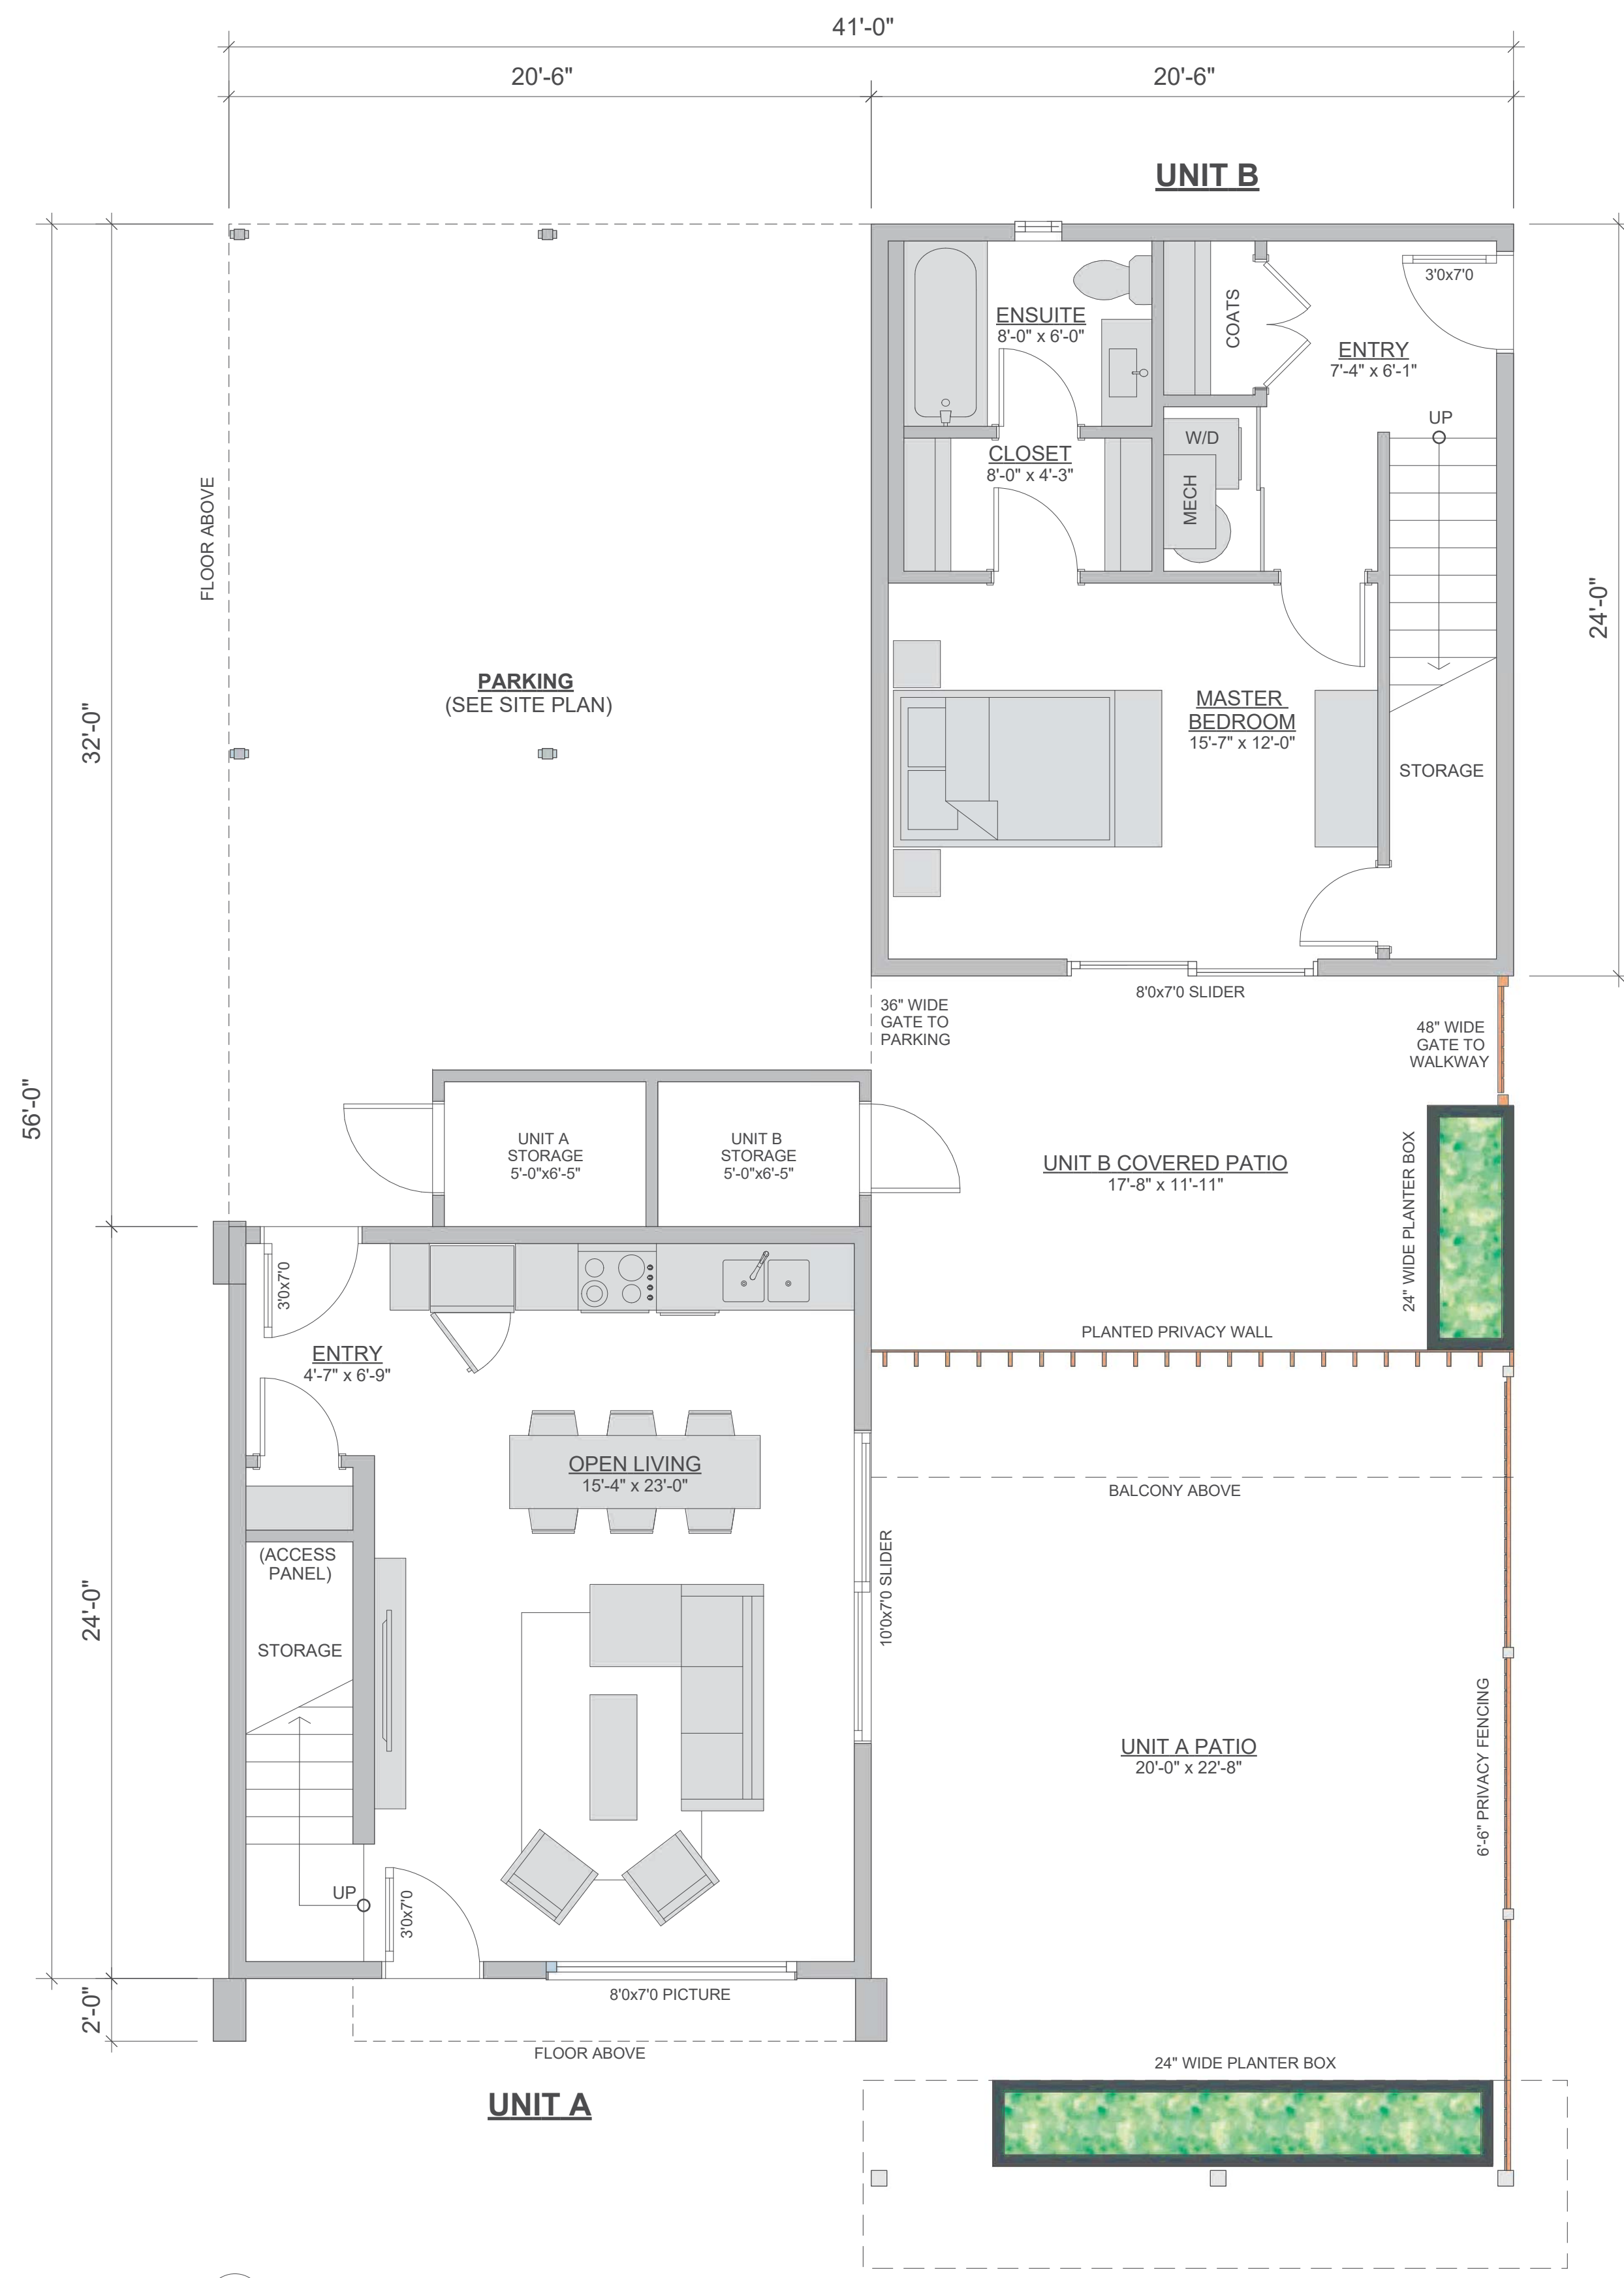 41'-0"
20'-6"
20'-6"
UNIT B
3'0x7'0
COATS
ENSUITE
8'-0" x 6'-0"
ENTRY
7'-4" x 6'-1"
UP
W/D
CLOSET
8'-0" x 4'-3"
MECH
FLOOR ABOVE
24'-0"
PARKING
(SEE SITE PLAN)
32'-0"
MASTER
BEDROOM
15'-7" x 12'-0"
STORAGE
8'0x7'0 SLIDER
36" WIDE
GATE TO
PARKING
48" WIDE
GATE TO
WALKWAY
56'-0"
UNIT A
STORAGE
5'-0"x6'-5"
UNIT B
STORAGE
5'-0"x6'-5"
UNIT B COVERED PATIO
17'-8" x 11'-11"
24" WIDE PLANTER BOX
3'0x7'0
PLANTED PRIVACY WALL
ENTRY
4'-7" x 6'-9"
OPEN LIVING
15'-4" x 23'-0"
BALCONY ABOVE
10'0x7'0 SLIDER
(ACCESS
PANEL)
24'-0"
STORAGE
UNIT A PATIO
20'-0" x 22'-8"
6'-6" PRIVACY FENCING
UP
3'0x7'0
8'0x7'0 PICTURE
2'-0"
FLOOR ABOVE
24" WIDE PLANTER BOX
UNIT A